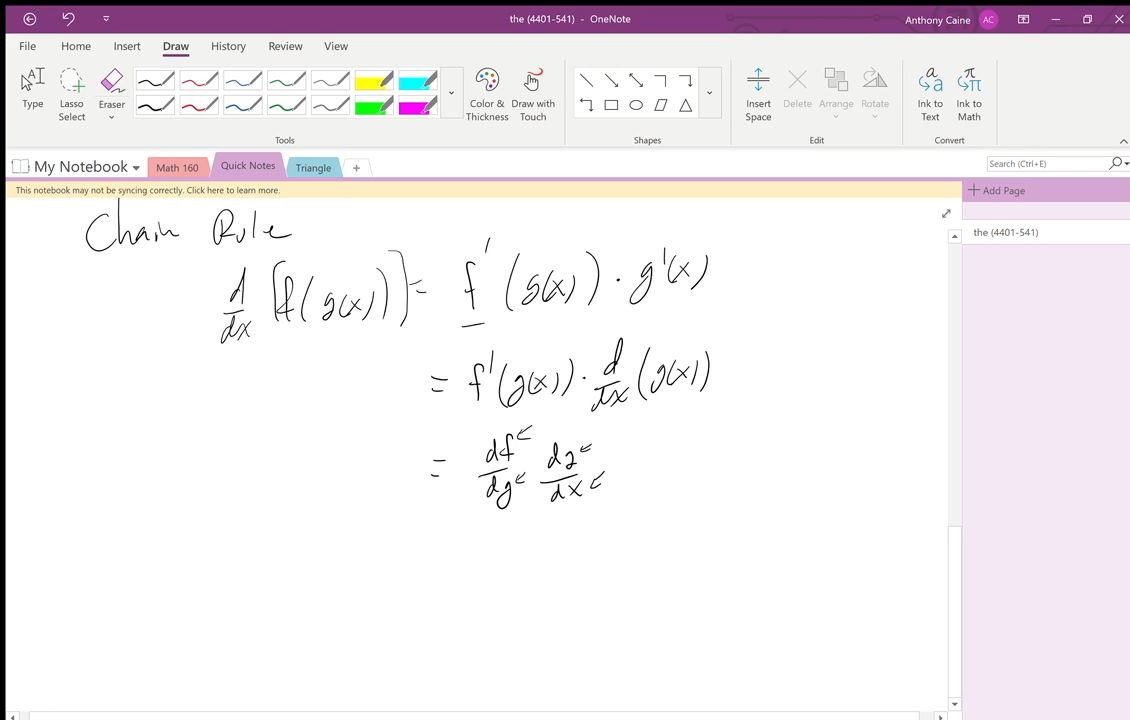 the (4401-541) - OneNote
Anthony Caine AC
File Home Insert Draw History Review View
Type
Lasso Select
Eraser
Color & Thickness
Draw with Touch
Insert Space
Delete
Arrange
Rotate
Ink to Text
Ink to Math
Tools Shapes Edit Convert
My Notebook Math 160 Quick Notes Triangle +
Search (Ctrl+E)
This notebook may not be syncing correctly. Click here to learn more.
+ Add Page
the (4401-541)
Chain Rule
d/dx [f(g(x))] = f'(g(x)) · g'(x)
= f'(g(x)) · d/dx (g(x))
= df/dg dg/dx